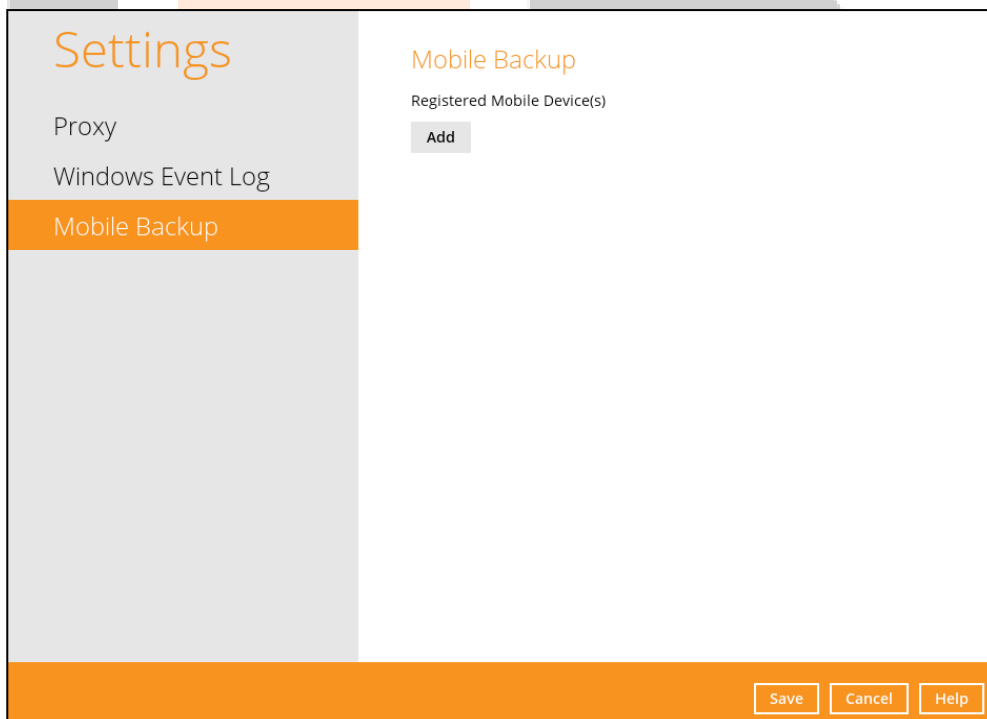 Settings
Proxy
Windows Event Log
Mobile Backup
Mobile Backup
Registered Mobile Device(s)
Add
Save
Cancel
Help